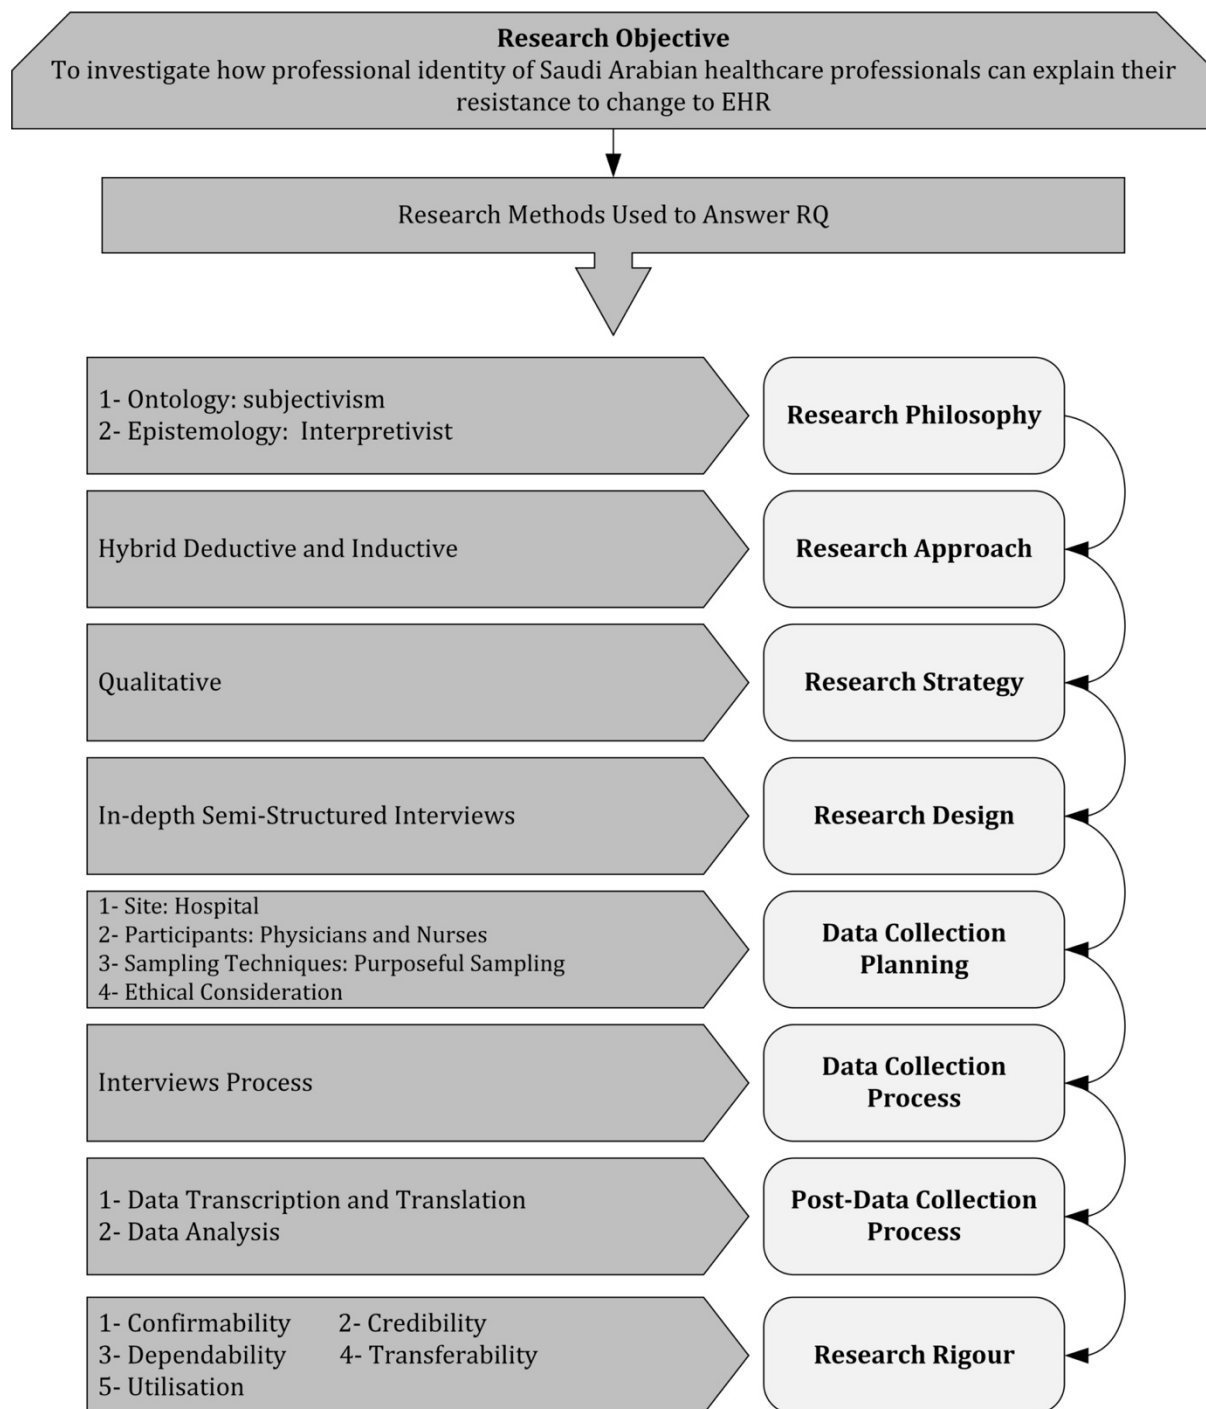 Research Objective
To investigate how professional identity of Saudi Arabian healthcare professionals can explain their
resistance to change to EHR
Research Methods Used to Answer RQ
1- Ontology: subjectivism
2- Epistemology:  Interpretivist
Research Philosophy
Hybrid Deductive and Inductive
Research Approach
Qualitative
Research Strategy
In-depth Semi-Structured Interviews
Research Design
1- Site: Hospital
2- Participants: Physicians and Nurses
3- Sampling Techniques: Purposeful Sampling
4- Ethical Consideration
Data Collection
Planning
Interviews Process
Data Collection
Process
1- Data Transcription and Translation
2- Data Analysis
Post-Data Collection
Process
1- Confirmability 2- Credibility
3- Dependability 4- Transferability
5- Utilisation
Research Rigour